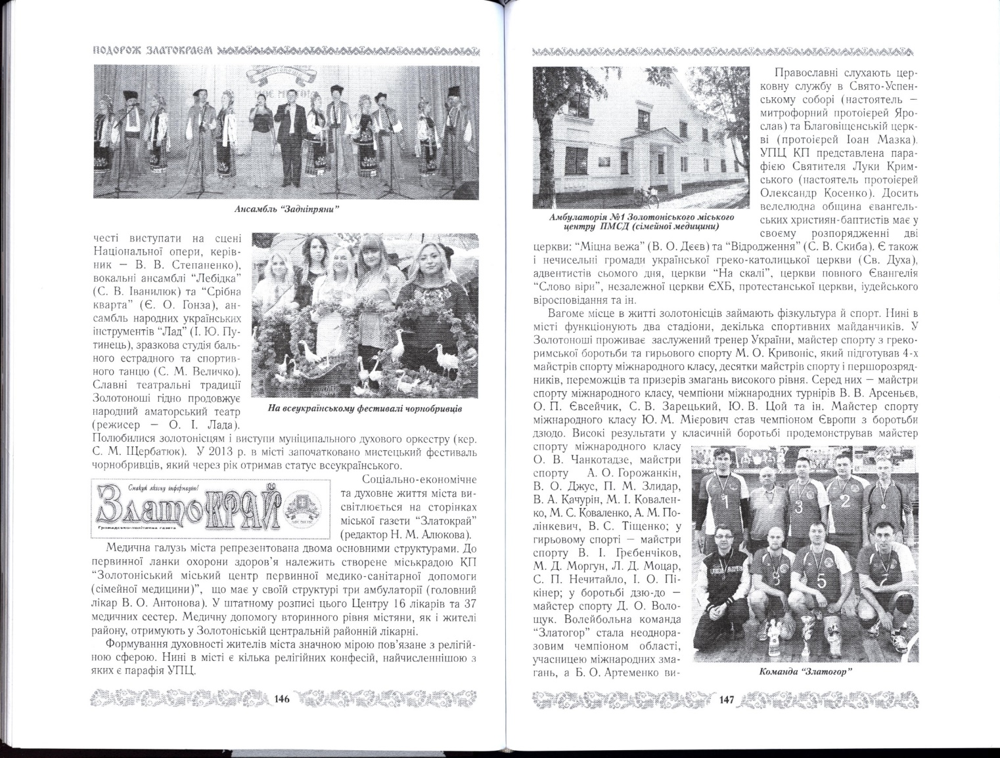 ПОДОРОЖ ЗЛАТОКРАЄМ
Золотоноше
МОЄ МІСТО!
Ансамбль “Задніпряни”
честі виступати на сцені
Національної опери, керів-
ник — В. В. Степаненко),
вокальні ансамблі “Лебідка”
(С. В. Іванилюк) та “Срібна
кварта” (Є. О. Гонза), ан-
самбль народних українських
інструментів “Лад” (І. Ю. Пу-
тинець), зразкова студія баль-
ного естрадного та спортив-
ного танцю (С. М. Величко).
Славні театральні традиції
Золотоноші гідно продовжує
народний аматорський театр
(режисер — О. І. Лада).
На всеукраїнському фестивалі чорнобривців
Полюбилися золотонісцям і виступи муніципального духового оркестру (кер.
С. М. Щербатюк). У 2013 р. в місті започатковано мистецький фестиваль
чорнобривців, який через рік отримав статус всеукраїнського.
Смакуй якісну інформацію!
ЗлатоКРАЙ
Громадсько-політична газета
Соціально-економічне
та духовне життя міста ви-
світлюється на сторінках
міської газети “Златокрай”
(редактор Н. М. Алюкова).
Медична галузь міста репрезентована двома основними структурами. До
первинної ланки охорони здоров’я належить створене міськрадою КП
“Золотоніський міський центр первинної медико-санітарної допомоги
(сімейної медицини)”, що має у своїй структурі три амбулаторії (головний
лікар В. О. Антонова). У штатному розписі цього Центру 16 лікарів та 37
медичних сестер. Медичну допомогу вторинного рівня містяни, як і жителі
району, отримують у Золотоніській центральній районній лікарні.
Формування духовності жителів міста значною мірою пов’язане з релігій-
ною сферою. Нині в місті є кілька релігійних конфесій, найчисленнішою з
яких є парафія УПЦ.
146
Амбулаторія №1 Золотоніського міського
центру ПМСД (сімейної медицини)
Православні слухають цер-
ковну службу в Свято-Успен-
ському соборі (настоятель —
митрофорний протоієрей Яро-
слав) та Благовіщенській церк-
ві (протоієрей Іоан Мазка).
УПЦ КП представлена пара-
фією Святителя Луки Крим-
ського (настоятель протоієрей
Олександр Косенко). Досить
велелюдна община євангель-
ських християн-баптистів має у
своєму розпорядженні дві
церкви: “Міцна вежа” (В. О. Дєєв) та “Відродження” (С. В. Скиба). Є також
і нечисельні громади української греко-католицької церкви (Св. Духа),
адвентистів сьомого дня, церкви “На скалі”, церкви повного Євангелія
“Слово віри”, незалежної церкви ЄХБ, протестанської церкви, іудейського
віросповідання та ін.
Вагоме місце в житті золотонісців займають фізкультура й спорт. Нині в
місті функціонують два стадіони, декілька спортивних майданчиків. У
Золотоноші проживає заслужений тренер України, майстер спорту з греко-
римської боротьби та гирьового спорту М. О. Кривоніс, який підготував 4-х
майстрів спорту міжнародного класу, десятки майстрів спорту і першорозряд-
ників, переможців та призерів змагань високого рівня. Серед них — майстри
спорту міжнародного класу, чемпіони міжнародних турнірів В. В. Арсеньєв,
О. П. Євсейчик, С. В. Зарецький, Ю. В. Цой та ін. Майстер спорту
міжнародного класу Ю. М. Мієрович став чемпіоном Європи з боротьби
дзюдо. Високі результати у класичній боротьбі продемонстрував майстер
спорту міжнародного класу
О. В. Чанкотадзе, майстри
спорту А. О. Горожанкін,
В. О. Джус, П. М. Злидар,
В. А. Качурін, М. І. Ковален-
ко, М. С. Коваленко, А. М. По-
лінкевич, В. С. Тіщенко; у
гирьовому спорті — майстри
спорту В. І. Гребенчіков,
М. Д. Моргун, Л. Д. Моцар,
С. П. Нечитайло, І. О. Пі-
кінер; у боротьбі дзю-до —
майстер спорту Д. О. Воло-
щук. Волейбольна команда
“Златогор” стала неоднора-
зовим чемпіоном області,
учасницею міжнародних зма-
гань, а Б. О. Артеменко ви-
1
3
2
3
5
Команда “Златогор”
147